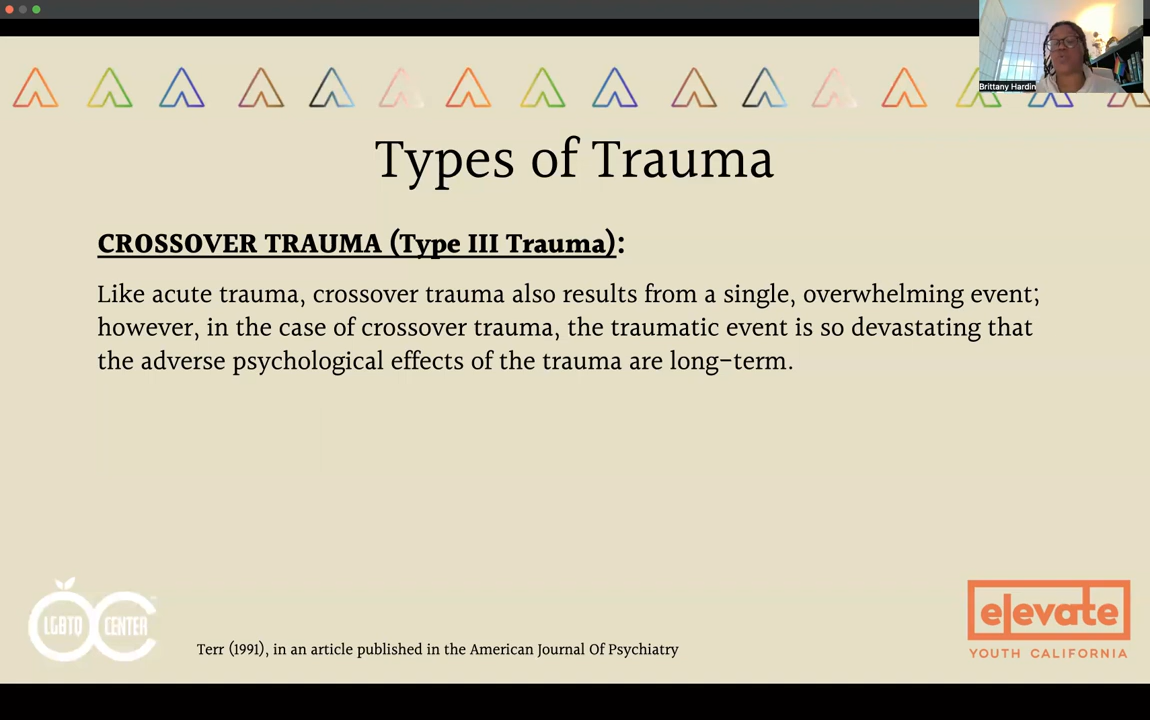 Brittany Hardin
Types of Trauma
CROSSOVER TRAUMA (Type III Trauma):
Like acute trauma, crossover trauma also results from a single, overwhelming event;
however, in the case of crossover trauma, the traumatic event is so devastating that
the adverse psychological effects of the trauma are long-term.
LGBTQ CENTER
OC
Terr (1991), in an article published in the American Journal Of Psychiatry
elevate
YOUTH CALIFORNIA